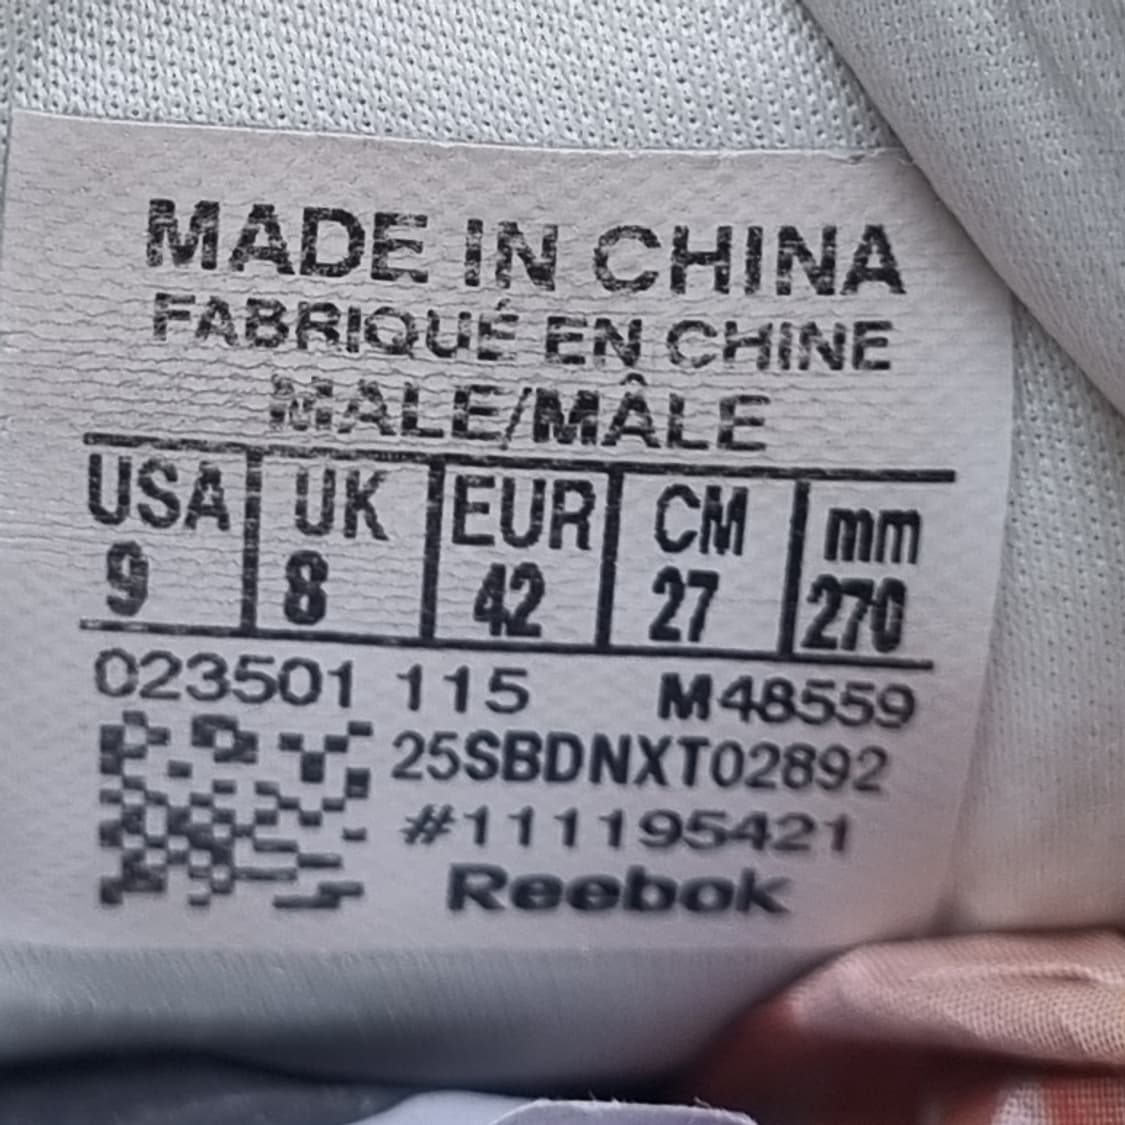 MADE IN CHINA
FABRIQUÉ EN CHINE
MALE/MÂLE
USA UK EUR CM mm
9 8 42 27 270
023501 115 M48559
25SBDNXT02892
#111195421
Reebok